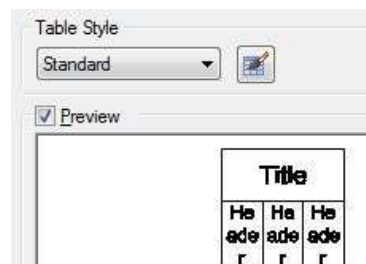 Table Style
Standard
Preview
Title
He He He
ade ade ade
r r r